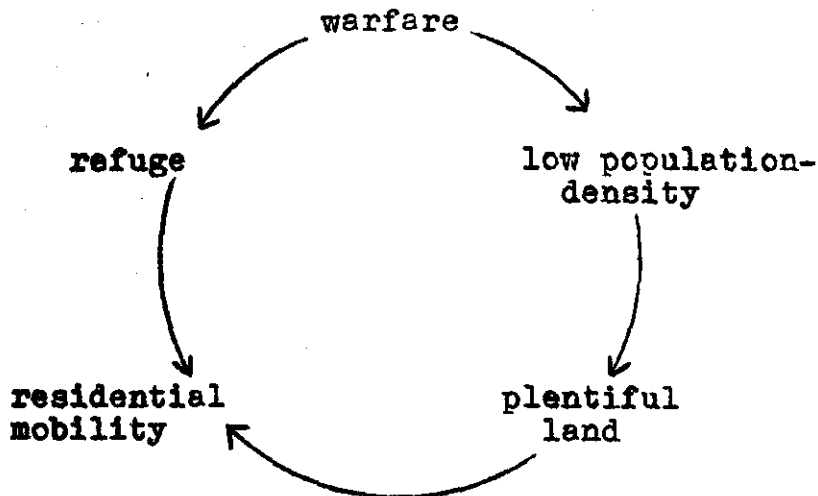 warfare
refuge
low population-
density
residential
mobility
plentiful
land